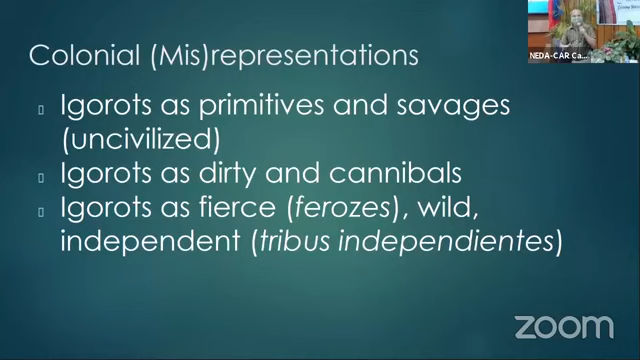 Colonial (Mis)representations
Igorots as primitives and savages
(uncivilized)
Igorots as dirty and cannibals
Igorots as fierce (ferozes), wild,
independent (tribus independientes)
NEDA-CAR Ca...
zoom